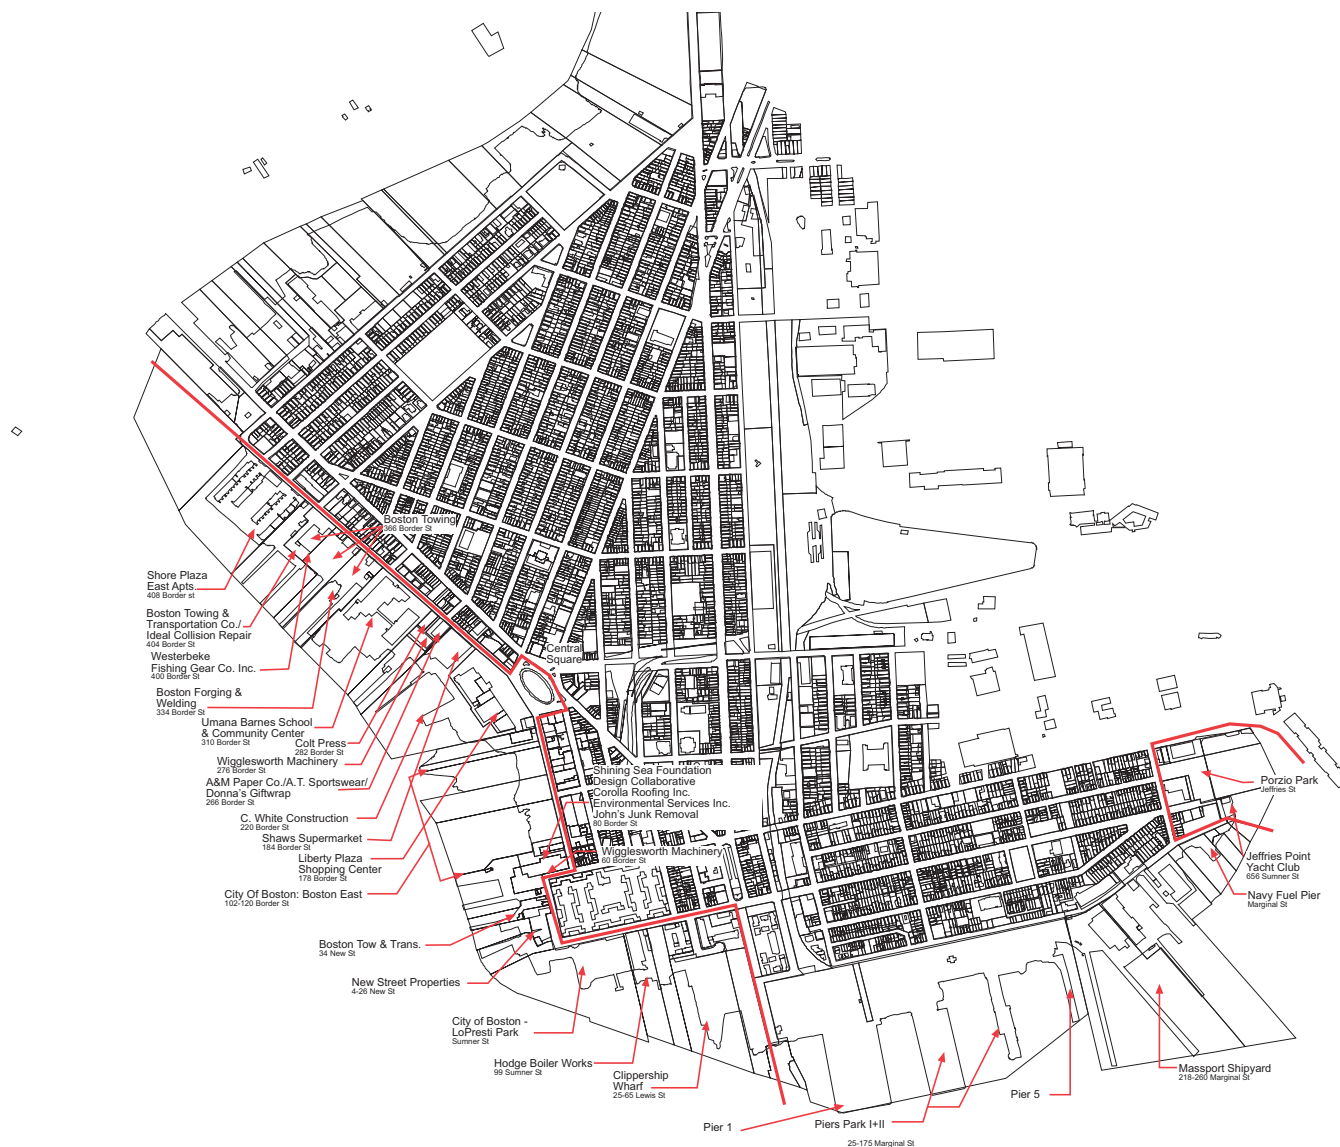 Boston Towing
366 Border St
Shore Plaza
East Apts.
408 Border st
Boston Towing &
Transportation Co./
Ideal Collision Repair
404 Border St
Westerbeke
Fishing Gear Co. Inc.
400 Border St
Boston Forging &
Welding
334 Border St
Umana Barnes School
& Community Center
310 Border St
Colt Press
282 Border St
Wigglesworth Machinery
276 Border St
A&M Paper Co./A.T. Sportswear/
Donna's Giftwrap
266 Border St
C. White Construction
220 Border St
Shaws Supermarket
184 Border St
Liberty Plaza
Shopping Center
178 Border St
City Of Boston: Boston East
102-120 Border St
Boston Tow & Trans.
34 New St
New Street Properties
4-26 New St
City of Boston -
LoPresti Park
Sumner St
Hodge Boiler Works
99 Sumner St
Clippership
Wharf
25-65 Lewis St
Central
Square
Shining Sea Foundation
Design Collaborative
Corolla Roofing Inc.
Environmental Services Inc.
John's Junk Removal
80 Border St
Wigglesworth Machinery
60 Border St
Pier 1
Piers Park I+II
25-175 Marginal St
Pier 5
Massport Shipyard
218-260 Marginal St
Navy Fuel Pier
Marginal St
Jeffries Point
Yacht Club
656 Sumner St
Porzio Park
Jeffries St